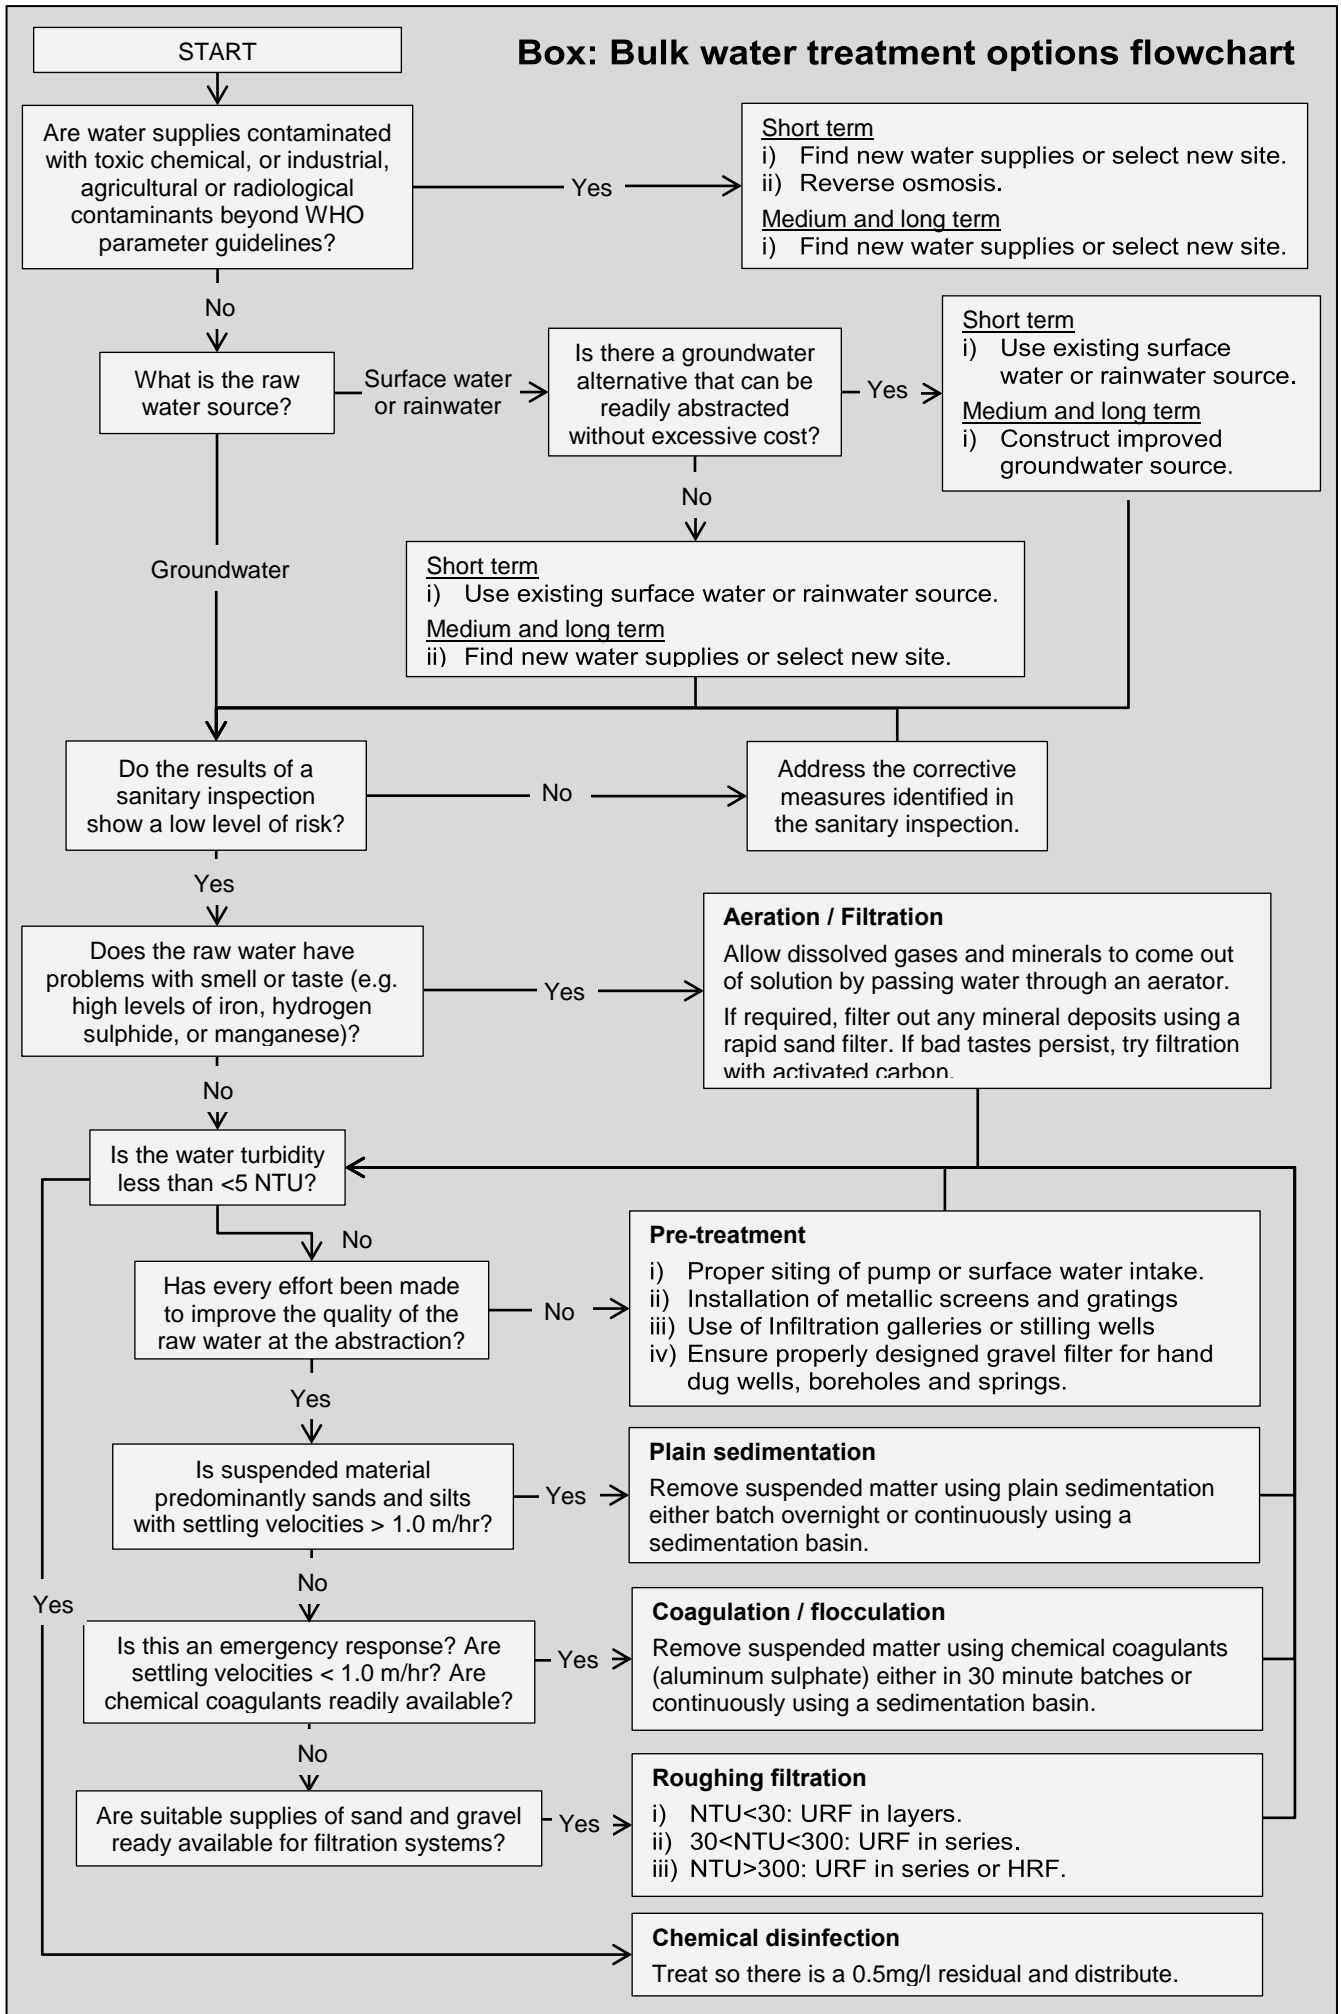 START
Box: Bulk water treatment options flowchart
Are water supplies contaminated
with toxic chemical, or industrial,
agricultural or radiological
contaminants beyond WHO
parameter guidelines?
Yes
Short term
i) Find new water supplies or select new site.
ii) Reverse osmosis.
Medium and long term
i) Find new water supplies or select new site.
No
What is the raw
water source?
Surface water
or rainwater
Is there a groundwater
alternative that can be
readily abstracted
without excessive cost?
Yes
Short term
i) Use existing surface
water or rainwater source.
Medium and long term
i) Construct improved
groundwater source.
No
Groundwater
Short term
i) Use existing surface water or rainwater source.
Medium and long term
ii) Find new water supplies or select new site.
Do the results of a
sanitary inspection
show a low level of risk?
No
Address the corrective
measures identified in
the sanitary inspection.
Yes
Does the raw water have
problems with smell or taste (e.g.
high levels of iron, hydrogen
sulphide, or manganese)?
Yes
Aeration / Filtration
Allow dissolved gases and minerals to come out
of solution by passing water through an aerator.
If required, filter out any mineral deposits using a
rapid sand filter. If bad tastes persist, try filtration
with activated carbon.
No
Is the water turbidity
less than <5 NTU?
No
Has every effort been made
to improve the quality of the
raw water at the abstraction?
No
Pre-treatment
i) Proper siting of pump or surface water intake.
ii) Installation of metallic screens and gratings
iii) Use of Infiltration galleries or stilling wells
iv) Ensure properly designed gravel filter for hand
dug wells, boreholes and springs.
Yes
Is suspended material
predominantly sands and silts
with settling velocities > 1.0 m/hr?
Yes
Plain sedimentation
Remove suspended matter using plain sedimentation
either batch overnight or continuously using a
sedimentation basin.
No
Yes
Is this an emergency response? Are
settling velocities < 1.0 m/hr? Are
chemical coagulants readily available?
Yes
Coagulation / flocculation
Remove suspended matter using chemical coagulants
(aluminum sulphate) either in 30 minute batches or
continuously using a sedimentation basin.
No
Are suitable supplies of sand and gravel
ready available for filtration systems?
Yes
Roughing filtration
i) NTU<30: URF in layers.
ii) 30<NTU<300: URF in series.
iii) NTU>300: URF in series or HRF.
Chemical disinfection
Treat so there is a 0.5mg/l residual and distribute.